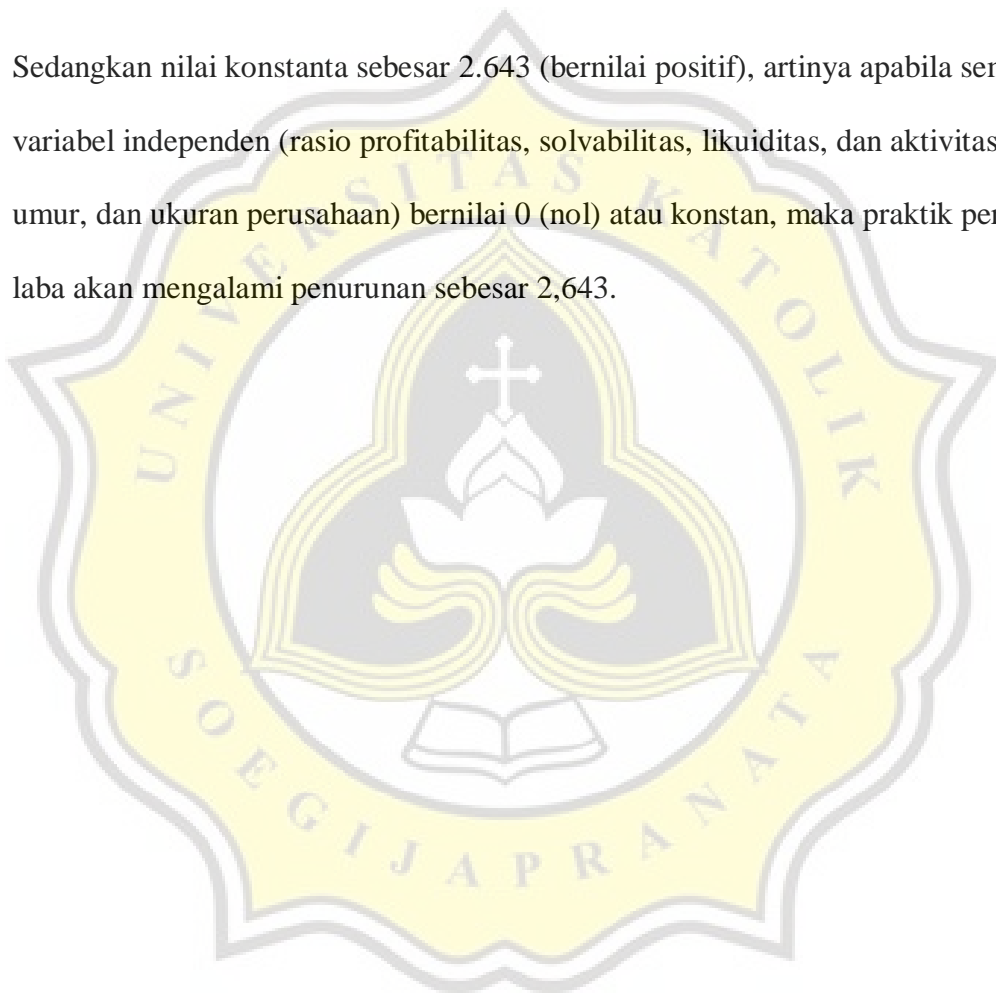 Sedangkan nilai konstanta sebesar 2.643 (bernilai positif), artinya apabila
variabel independen (rasio profitabilitas, solvabilitas, likuiditas, dan aktivitas
umur, dan ukuran perusahaan) bernilai 0 (nol) atau konstan, maka praktik
laba akan mengalami penurunan sebesar 2,643.
UNIVERSITAS KATOLIK
SOEGIJAPRANATA